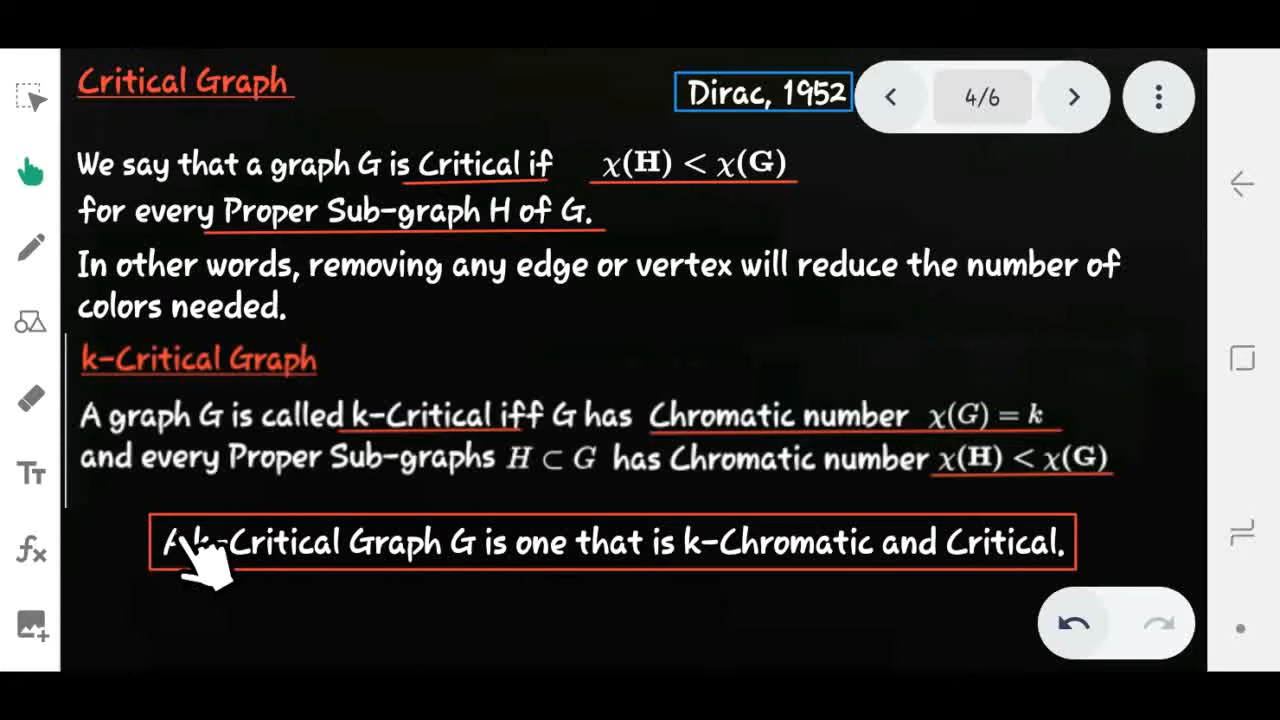 Critical Graph
Dirac, 1952
4/6
We say that a graph G is Critical if χ(H) < χ(G)
for every Proper Sub-graph H of G.
In other words, removing any edge or vertex will reduce the number of
colors needed.
k-Critical Graph
A graph G is called k-Critical iff G has Chromatic number χ(G) = k
and every Proper Sub-graphs H ⊂ G has Chromatic number χ(H) < χ(G)
A k-Critical Graph G is one that is k-Chromatic and Critical.
Tт
fx